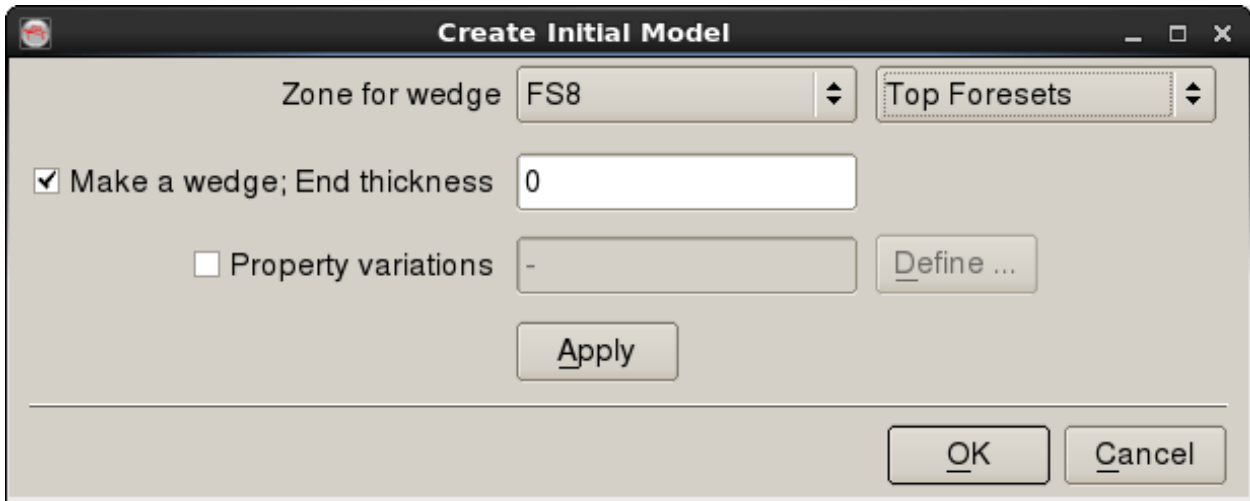 Create Initial Model
Zone for wedge FS8 Top Foresets
Make a wedge; End thickness 0
Property variations - Define ...
Apply
OK Cancel